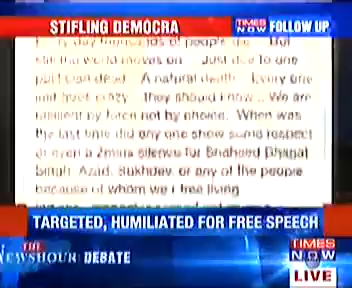 STIFLING DEMOCRA
TIMES NOW FOLLOW UP
Every day thousands of people die. But
still the world moves on. Just due to one
died A natural death. Every one
just goes crazy. they should know. We are
resilient by force not by choice. When was
the last time did any one show some respect
or even a 2mins silence for Shaheed Bhagat
Singh, Azad, Sukhdev or any of the people
because of whom we r free living
TARGETED, HUMILIATED FOR FREE SPEECH
THE
NEWSHOUR DEBATE
TIMES
NOW
LIVE